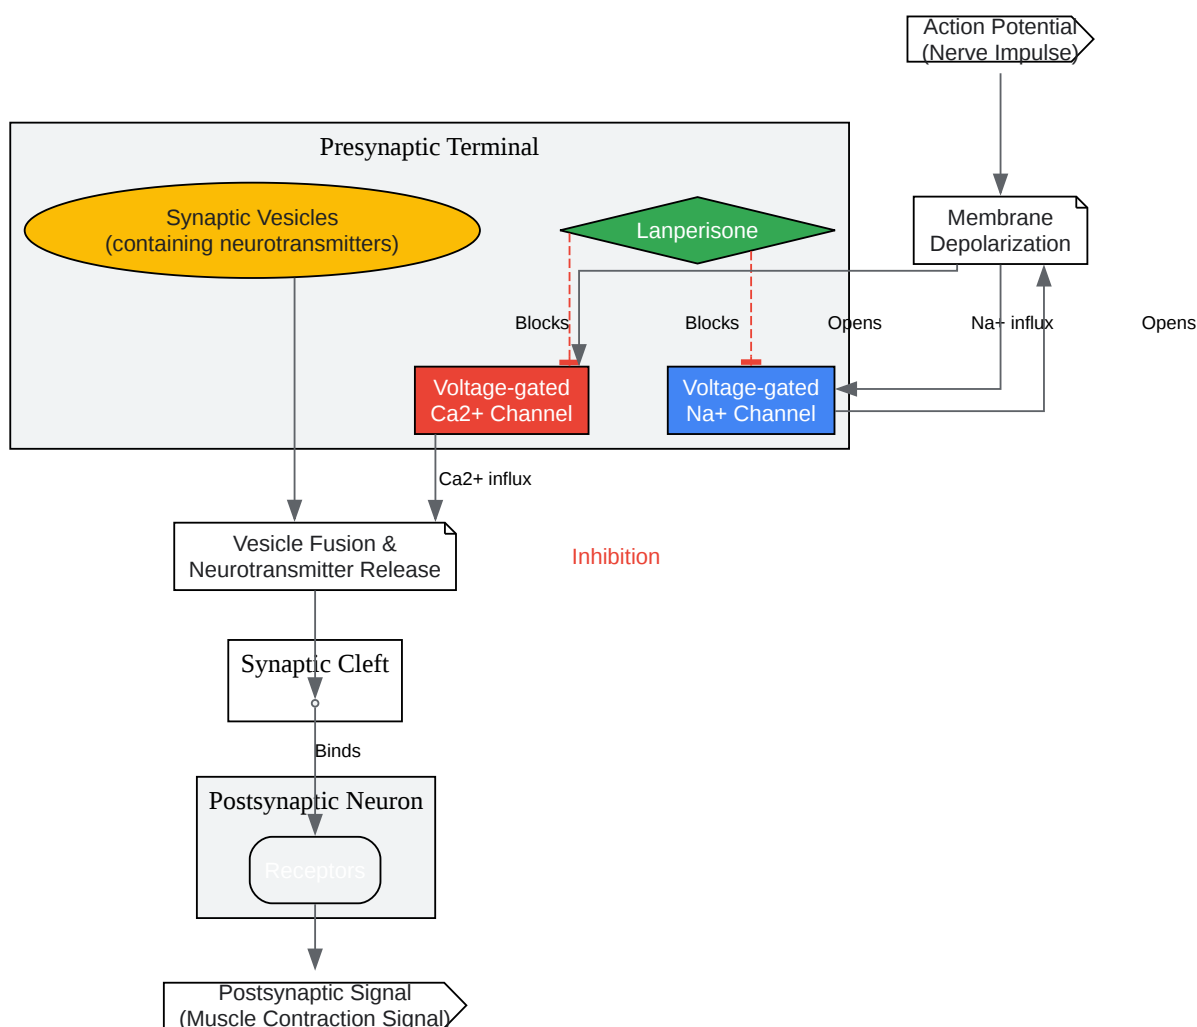 Action Potential
(Nerve Impulse)
Presynaptic Terminal
Synaptic Vesicles
(containing neurotransmitters)
Lanperisone
Membrane
Depolarization
Blocks
Blocks
Opens
Na+ influx
Opens
Voltage-gated
Ca2+ Channel
Voltage-gated
Na+ Channel
Ca2+ influx
Vesicle Fusion &
Neurotransmitter Release
Inhibition
Synaptic Cleft
Binds
Postsynaptic Neuron
Receptors
Postsynaptic Signal
(Muscle Contraction Signal)